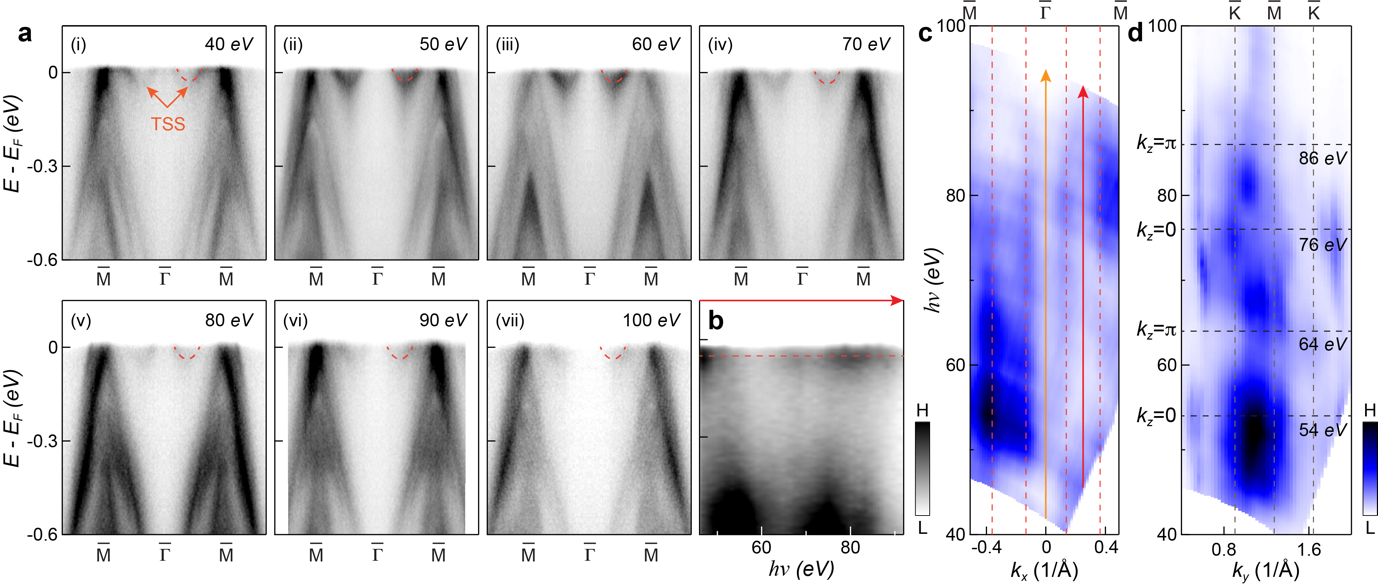 a
(i)
40 eV
TSS
(ii)
50 eV
(iii)
60 eV
(iv)
70 eV
E - E_F (eV)
0
-0.3
-0.6
M̅ Γ̅ M̅
M̅ Γ̅ M̅
M̅ Γ̅ M̅
M̅ Γ̅ M̅
(v)
80 eV
(vi)
90 eV
(vii)
100 eV
E - E_F (eV)
0
-0.3
-0.6
M̅ Γ̅ M̅
M̅ Γ̅ M̅
M̅ Γ̅ M̅
b
60 80
hν (eV)
H
L
c
M̅ Γ̅ M̅
100
80
60
40
hν (eV)
-0.4 0 0.4
k_x (1/Å)
d
K̅ M̅ K̅
100
k_z=π
86 eV
80
k_z=0
76 eV
k_z=π
64 eV
60
k_z=0
54 eV
40
0.8 1.6
k_y (1/Å)
H
L